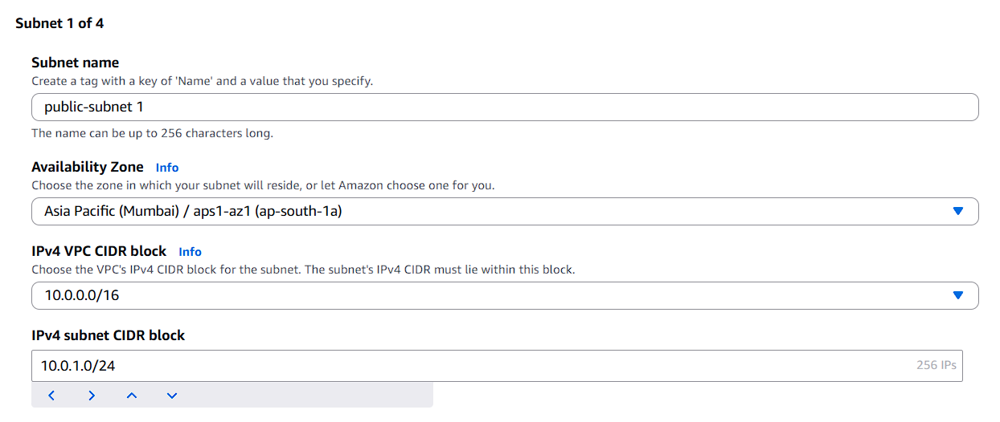 Subnet 1 of 4
Subnet name
Create a tag with a key of 'Name' and a value that you specify.
public-subnet 1
The name can be up to 256 characters long.
Availability Zone Info
Choose the zone in which your subnet will reside, or let Amazon choose one for you.
Asia Pacific (Mumbai) / aps1-az1 (ap-south-1a)
IPv4 VPC CIDR block Info
Choose the VPC's IPv4 CIDR block for the subnet. The subnet's IPv4 CIDR must lie within this block.
10.0.0.0/16
IPv4 subnet CIDR block
10.0.1.0/24 256 IPs